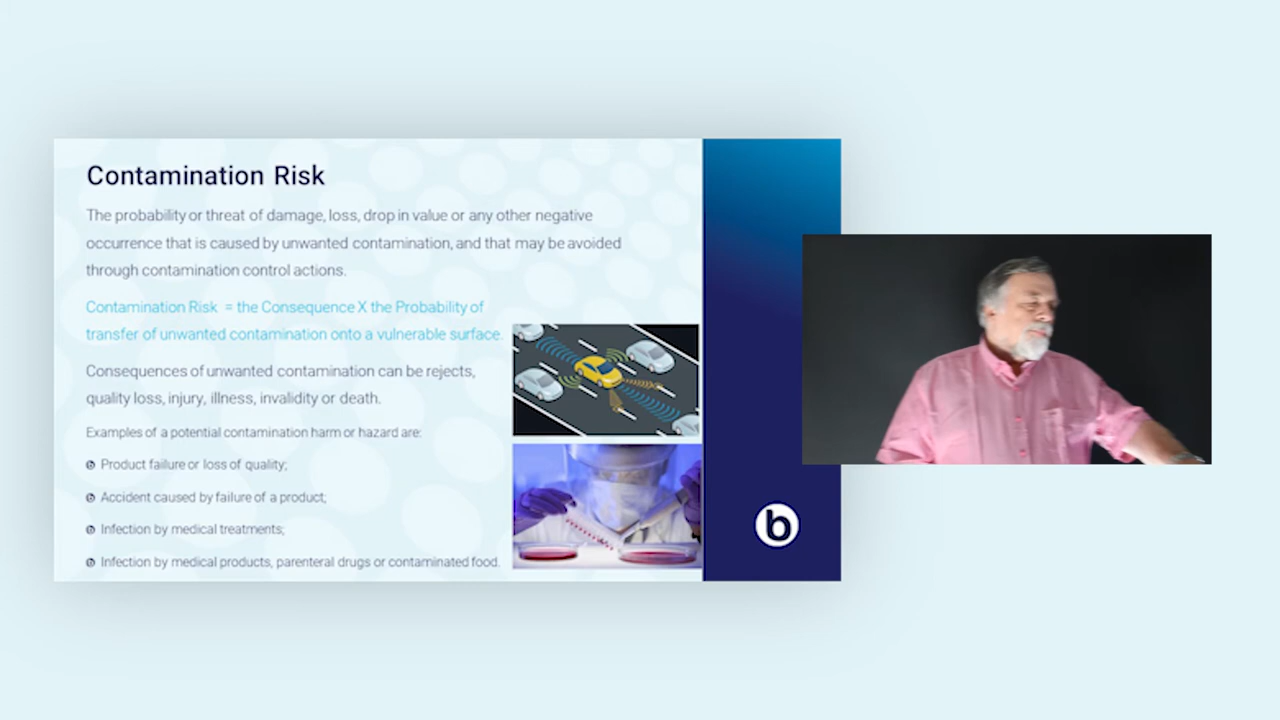 Contamination Risk
The probability or threat of damage, loss, drop in value or any other negative
occurrence that is caused by unwanted contamination, and that may be avoided
through contamination control actions.
Contamination Risk = the Consequence X the Probability of
transfer of unwanted contamination onto a vulnerable surface.
Consequences of unwanted contamination can be rejects,
quality loss, injury, illness, invalidity or death.
Examples of a potential contamination harm or hazard are:
Product failure or loss of quality;
Accident caused by failure of a product;
Infection by medical treatments;
Infection by medical products, parenteral drugs or contaminated food.
b